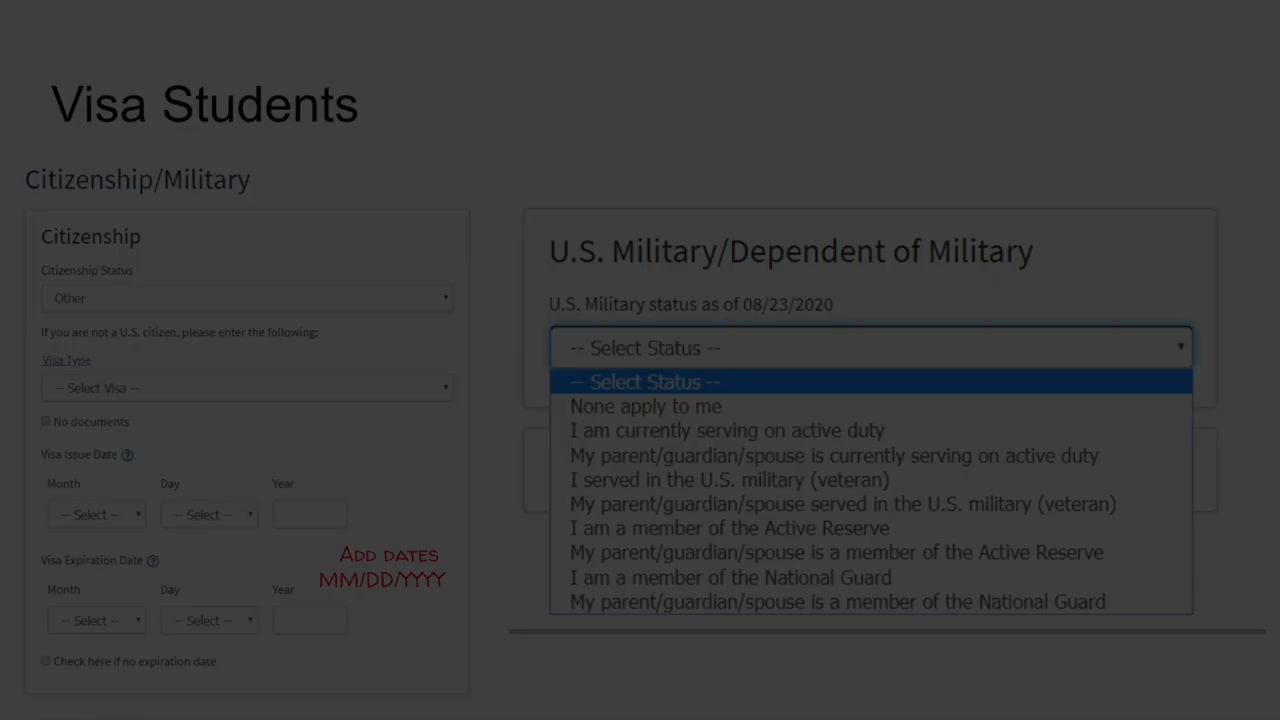 Visa Students
Citizenship/Military
Citizenship
Citizenship Status
Other
If you are not a U.S. citizen, please enter the following:
Visa Type
-- Select Visa --
No documents
Visa Issue Date ?
Month Day Year
-- Select -- -- Select --
Visa Expiration Date ?
Month Day Year
-- Select -- -- Select --
Check here if no expiration date
ADD DATES
MM/DD/YYYY
U.S. Military/Dependent of Military
U.S. Military status as of 08/23/2020
-- Select Status --
-- Select Status --
None apply to me
I am currently serving on active duty
My parent/guardian/spouse is currently serving on active duty
I served in the U.S. military (veteran)
My parent/guardian/spouse served in the U.S. military (veteran)
I am a member of the Active Reserve
My parent/guardian/spouse is a member of the Active Reserve
I am a member of the National Guard
My parent/guardian/spouse is a member of the National Guard